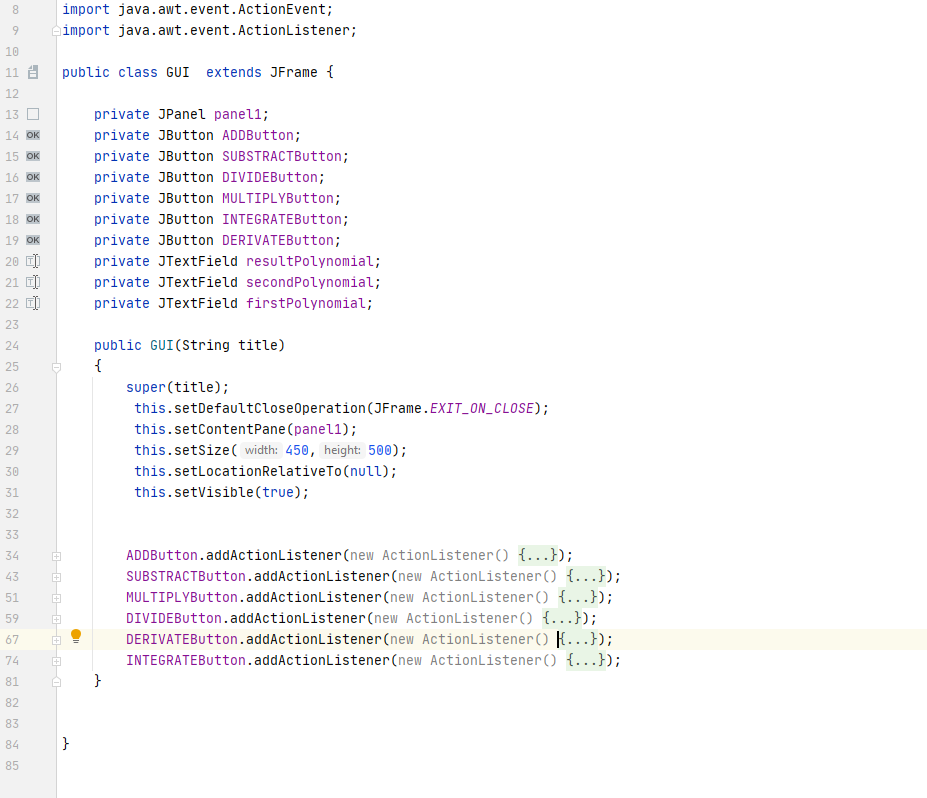 8 import java.awt.event.ActionEvent;
9 import java.awt.event.ActionListener;
10
11 public class GUI  extends JFrame {
12
13 private JPanel panel1;
14 OK private JButton ADDButton;
15 OK private JButton SUBSTRACTButton;
16 OK private JButton DIVIDEButton;
17 OK private JButton MULTIPLYButton;
18 OK private JButton INTEGRATEButton;
19 OK private JButton DERIVATEButton;
20 private JTextField resultPolynomial;
21 private JTextField secondPolynomial;
22 private JTextField firstPolynomial;
23
24 public GUI(String title)
25 {
26 super(title);
27 this.setDefaultCloseOperation(JFrame.EXIT_ON_CLOSE);
28 this.setContentPane(panel1);
29 this.setSize( width: 450, height: 500);
30 this.setLocationRelativeTo(null);
31 this.setVisible(true);
32
33
34 ADDButton.addActionListener(new ActionListener() {...});
43 SUBSTRACTButton.addActionListener(new ActionListener() {...});
51 MULTIPLYButton.addActionListener(new ActionListener() {...});
59 DIVIDEButton.addActionListener(new ActionListener() {...});
67 DERIVATEButton.addActionListener(new ActionListener() {...});
74 INTEGRATEButton.addActionListener(new ActionListener() {...});
81 }
82
83
84 }
85